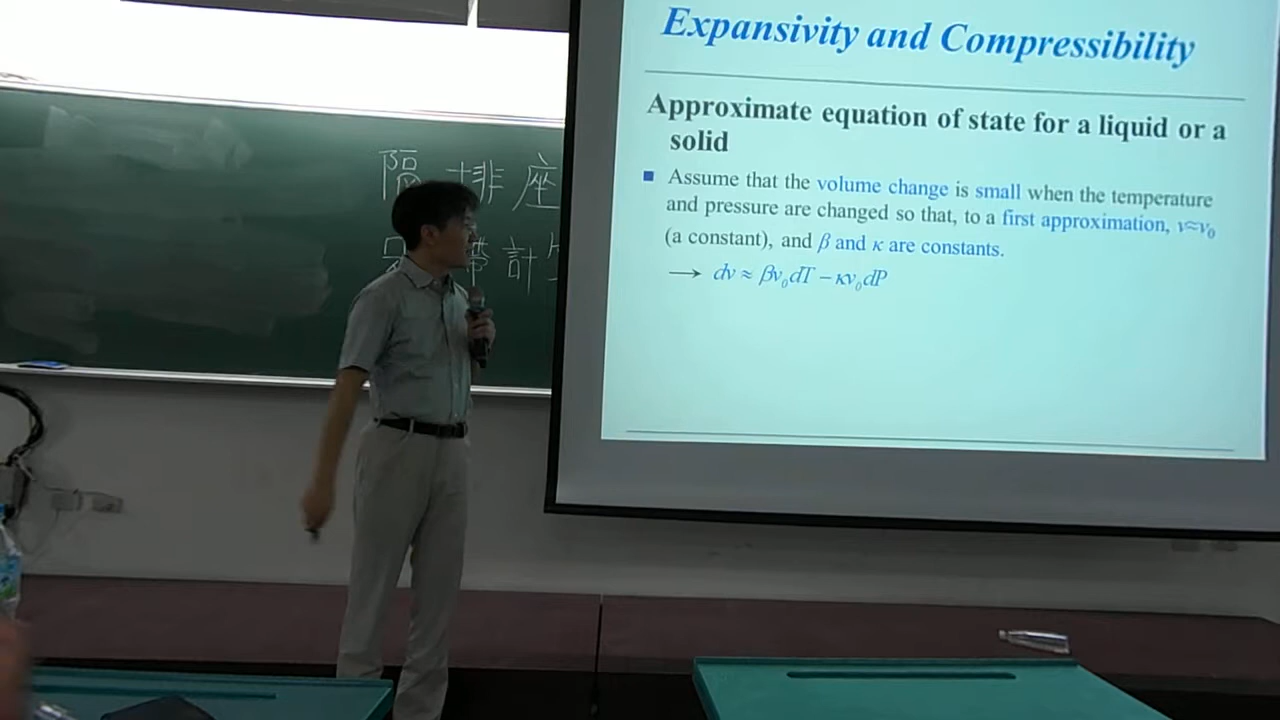 Expansivity and Compressibility
Approximate equation of state for a liquid or a
solid
Assume that the volume change is small when the temperature
and pressure are changed so that, to a first approximation, v≈v₀
(a constant), and β and κ are constants.
→ dv ≈ βv₀dT − κv₀dP
隔 排 座
帶 計